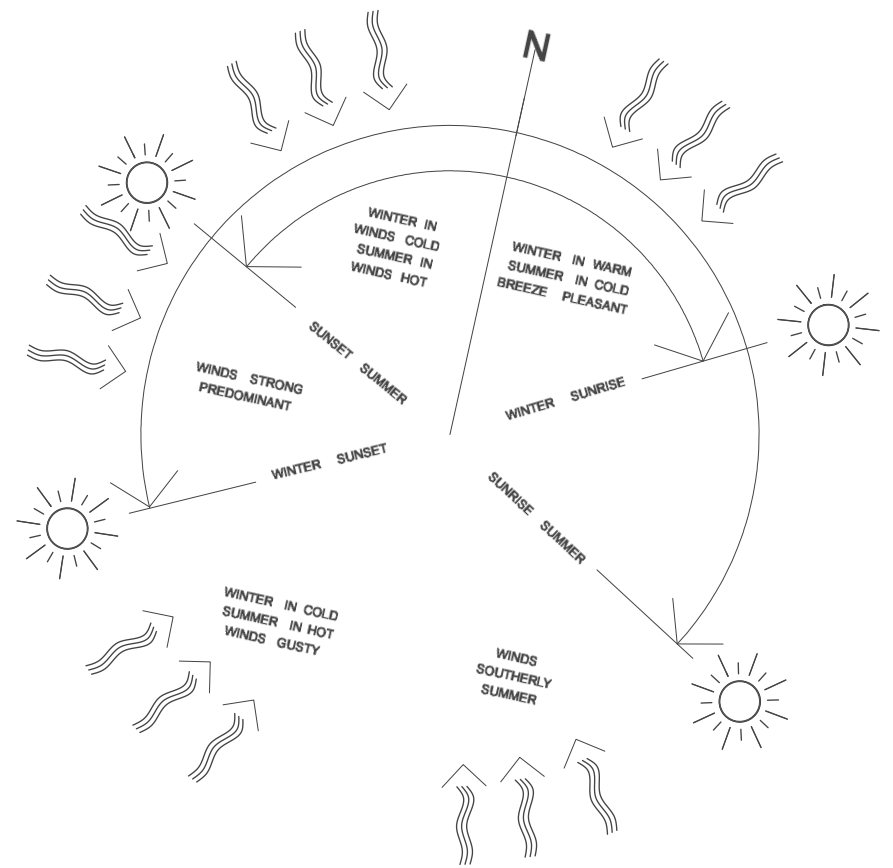 N
WINTER IN
WINDS COLD
SUMMER IN
WINDS HOT
WINTER IN WARM
SUMMER IN COLD
BREEZE PLEASANT
SUNSET SUMMER
WINDS STRONG
PREDOMINANT
WINTER SUNRISE
WINTER SUNSET
SUNRISE SUMMER
WINTER IN COLD
SUMMER IN HOT
WINDS GUSTY
WINDS
SOUTHERLY
SUMMER